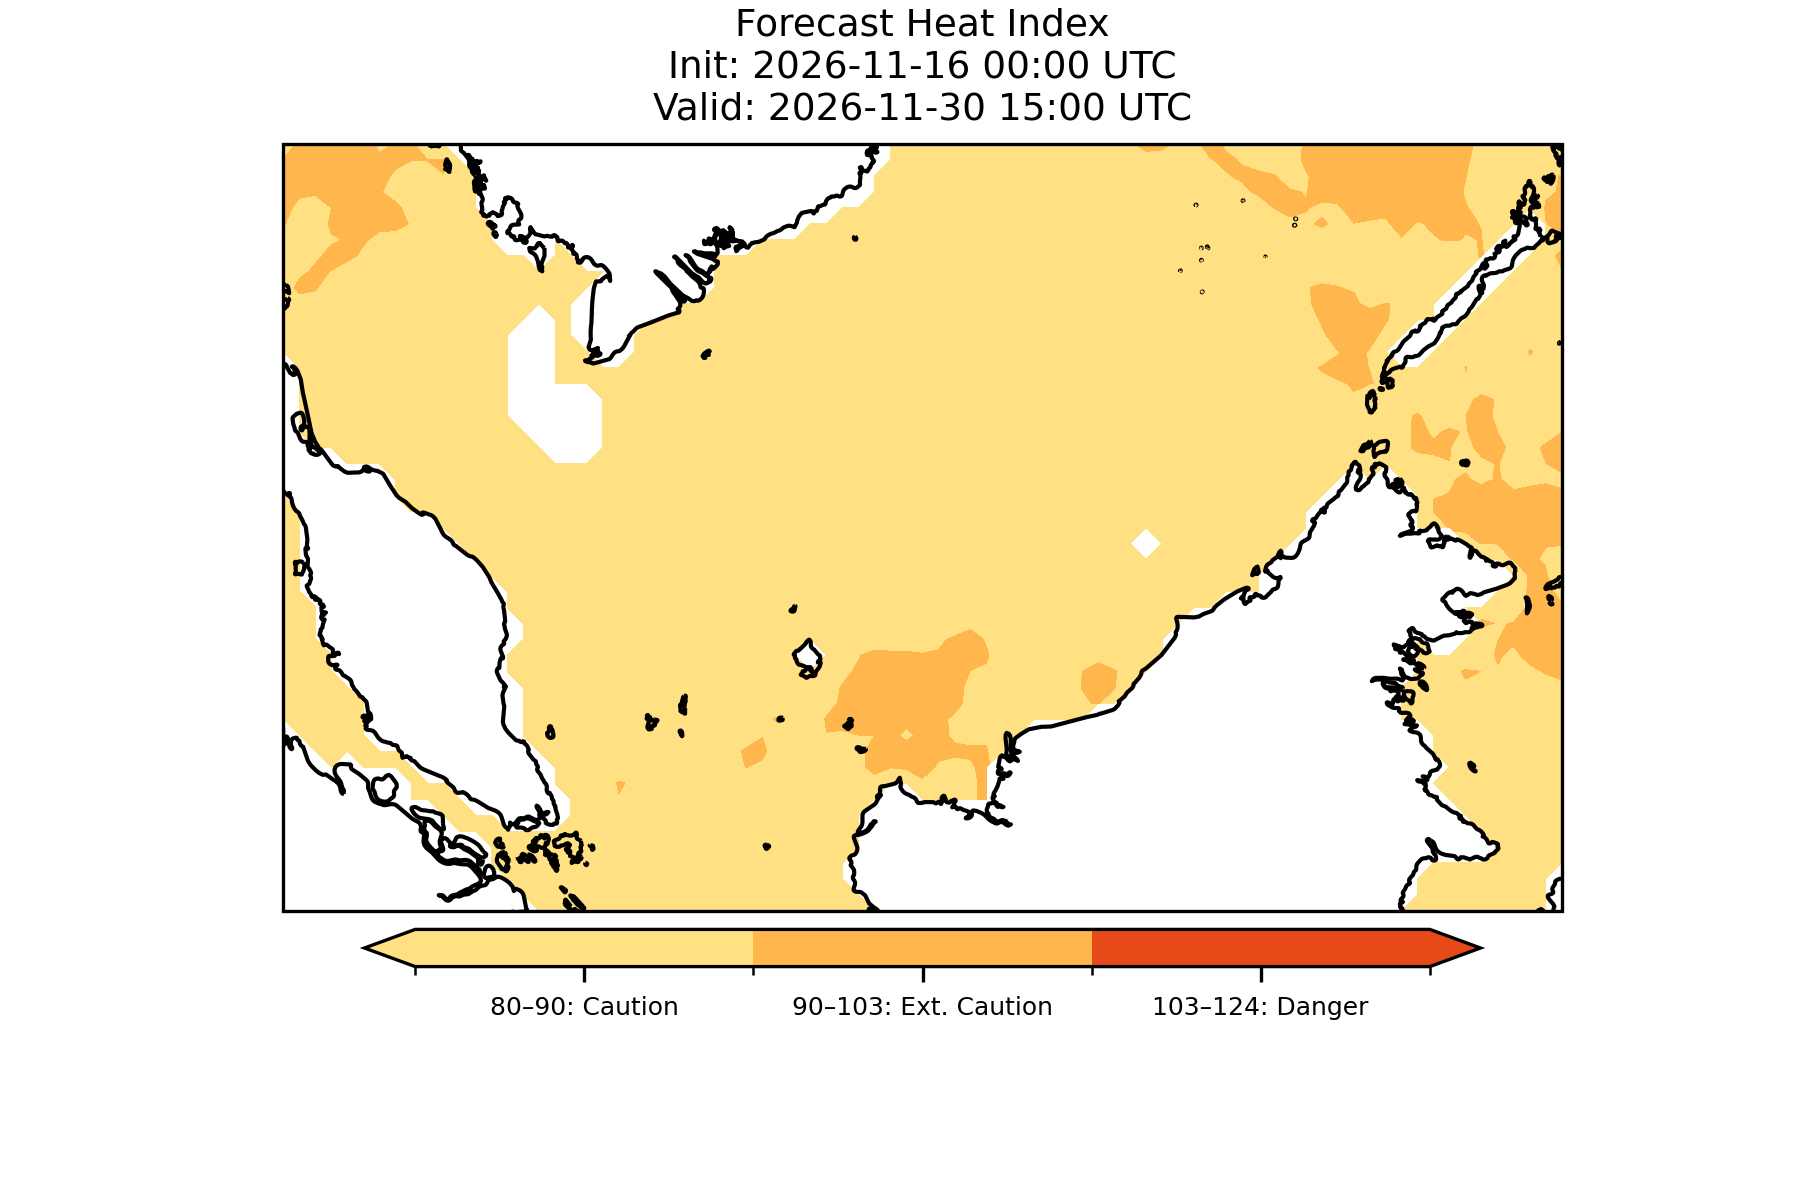 Forecast Heat Index
Init: 2026-11-16 00:00 UTC
Valid: 2026-11-30 15:00 UTC
80–90: Caution
90–103: Ext. Caution
103–124: Danger